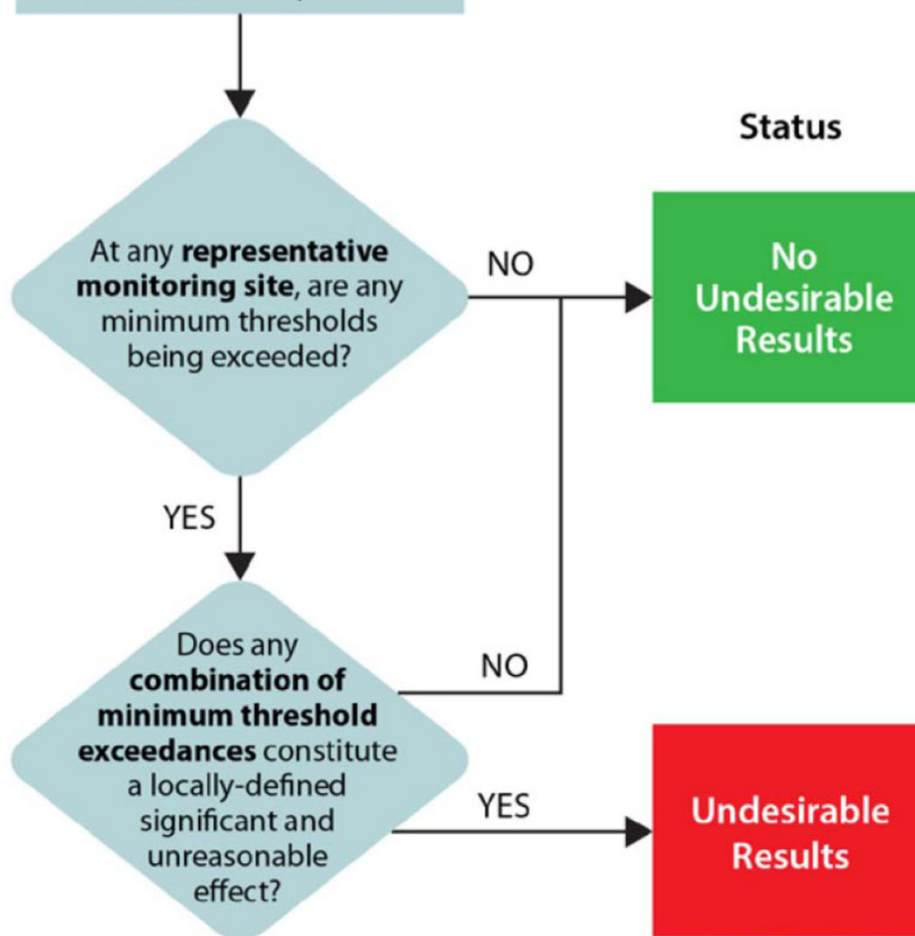 Status
At any representative
monitoring site, are any
minimum thresholds
being exceeded?
NO
No
Undesirable
Results
YES
Does any
combination of
minimum threshold
exceedances constitute
a locally-defined
significant and
unreasonable
effect?
NO
YES
Undesirable
Results